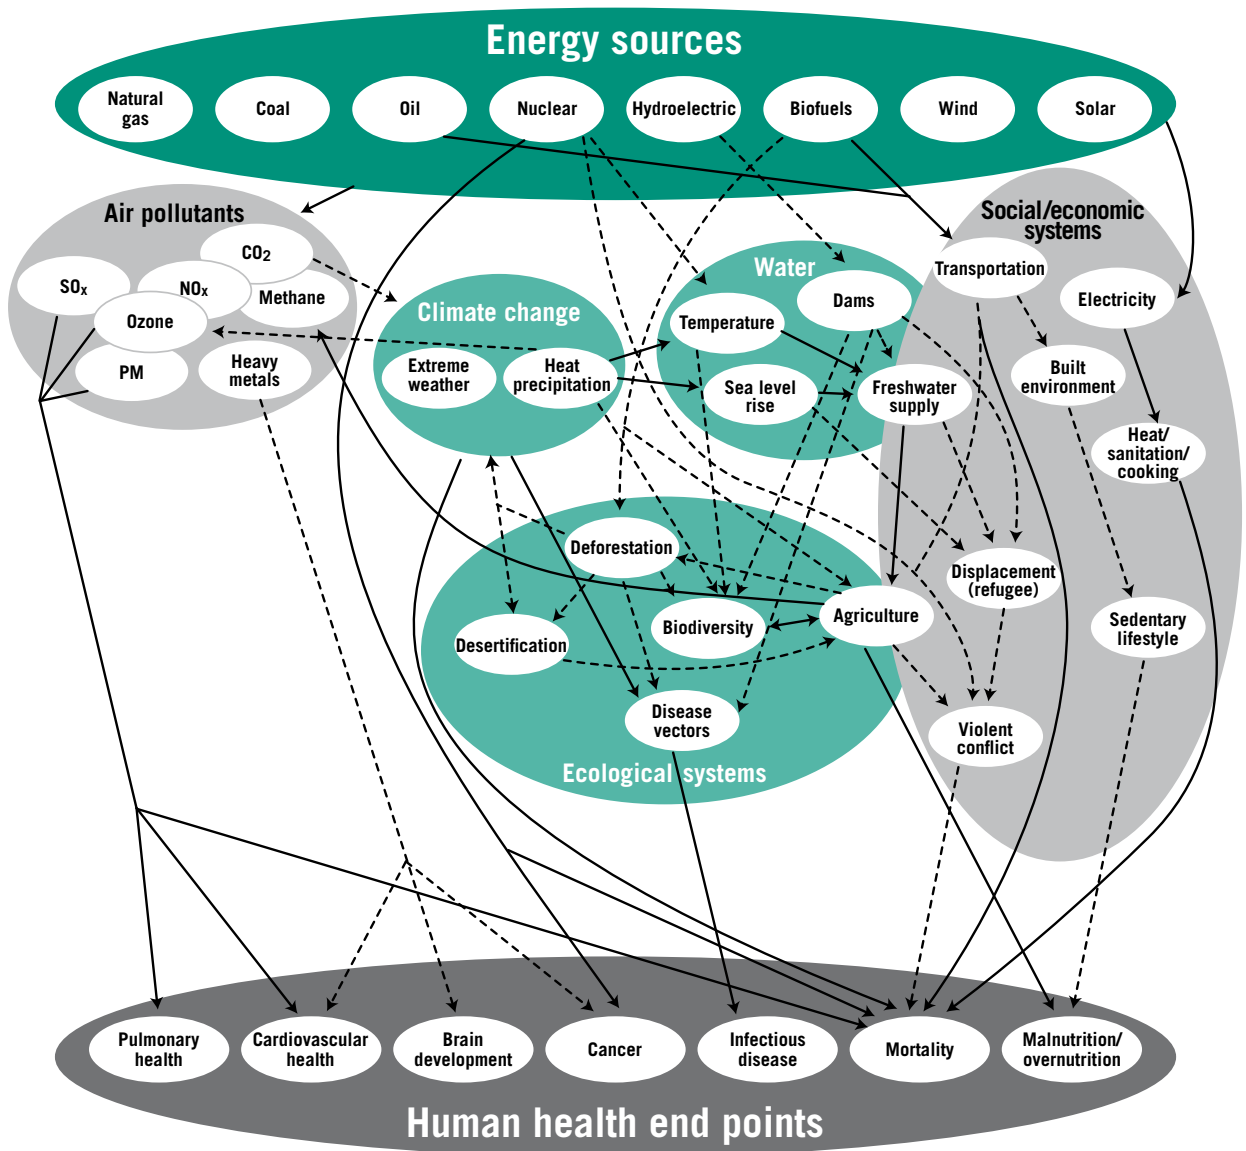 Energy sources
Natural
gas
Coal
Oil
Nuclear
Hydroelectric
Biofuels
Wind
Solar
Air pollutants
CO2
SOx
NOx
Methane
Ozone
PM
Heavy
metals
Climate change
Extreme
weather
Heat
precipitation
Water
Dams
Temperature
Sea level
rise
Freshwater
supply
Social/economic
systems
Transportation
Electricity
Built
environment
Heat/
sanitation/
cooking
Displacement
(refugee)
Sedentary
lifestyle
Violent
conflict
Deforestation
Desertification
Biodiversity
Agriculture
Disease
vectors
Ecological systems
Pulmonary
health
Cardiovascular
health
Brain
development
Cancer
Infectious
disease
Mortality
Malnutrition/
overnutrition
Human health end points